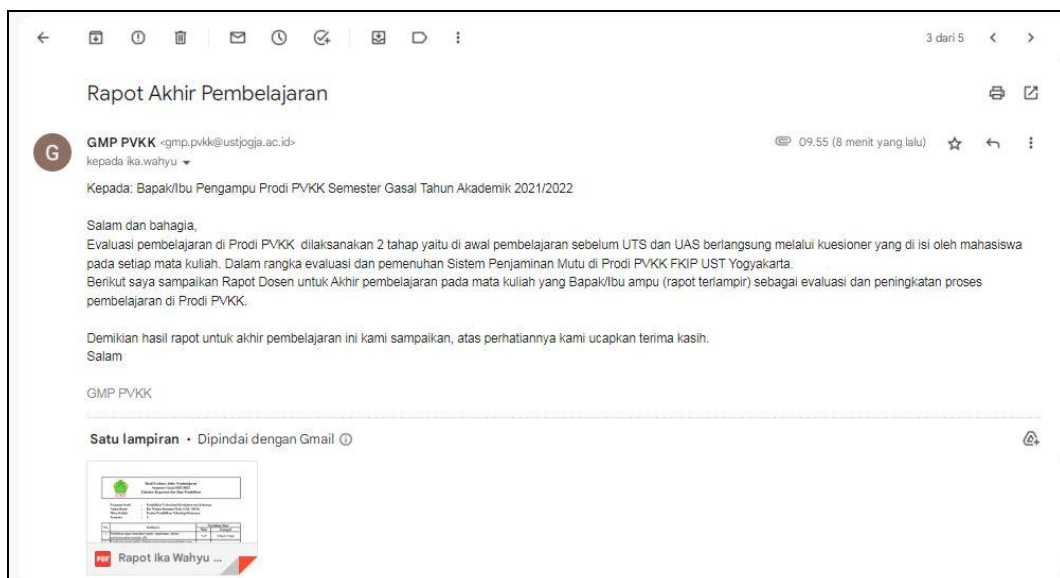 3 dari 5
Rapot Akhir Pembelajaran
G
GMP PVKK <gmp.pvkk@ustjogja.ac.id>
09.55 (8 menit yang lalu)
kepada ika.wahyu
Kepada: Bapak/Ibu Pengampu Prodi PVKK Semester Gasal Tahun Akademik 2021/2022
Salam dan bahagia,
Evaluasi pembelajaran di Prodi PVKK dilaksanakan 2 tahap yaitu di awal pembelajaran sebelum UTS dan UAS berlangsung melalui kuesioner yang di isi oleh mahasiswa
pada setiap mata kuliah. Dalam rangka evaluasi dan pemenuhan Sistem Penjaminan Mutu di Prodi PVKK FKIP UST Yogyakarta.
Berikut saya sampaikan Rapot Dosen untuk Akhir pembelajaran pada mata kuliah yang Bapak/Ibu ampu (rapot terlampir) sebagai evaluasi dan peningkatan proses
pembelajaran di Prodi PVKK.
Demikian hasil rapot untuk akhir pembelajaran ini kami sampaikan, atas perhatiannya kami ucapkan terima kasih.
Salam
GMP PVKK
Satu lampiran • Dipindai dengan Gmail
PDF Rapot Ika Wahyu ...